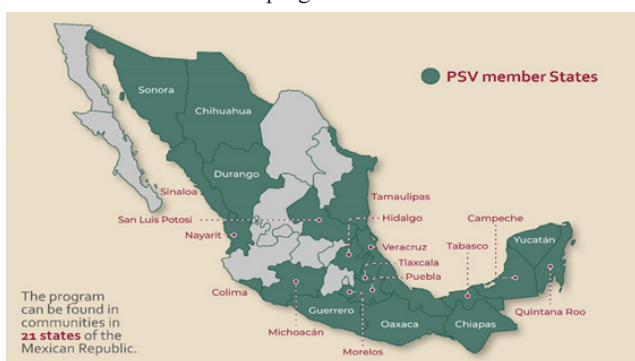 PSV member States
Sonora
Chihuahua
Durango
Sinaloa
Tamaulipas
San Luis Potosí
Hidalgo
Campeche
Nayarit
Veracruz
Yucatán
Tabasco
Tlaxcala
Puebla
Colima
Quintana Roo
Guerrero
Oaxaca
Chiapas
Michoacán
Morelos
The program
can be found in
communities in
21 states of the
Mexican Republic.